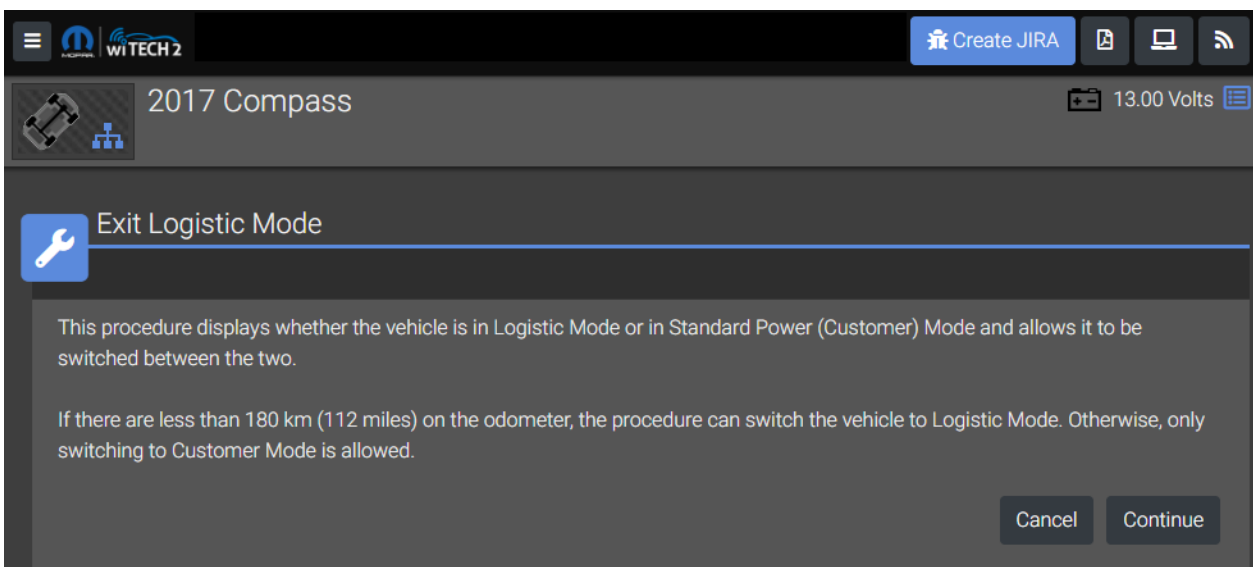 MOPAR wiTECH 2 Create JIRA
2017 Compass 13.00 Volts
Exit Logistic Mode
This procedure displays whether the vehicle is in Logistic Mode or in Standard Power (Customer) Mode and allows it to be
switched between the two.
If there are less than 180 km (112 miles) on the odometer, the procedure can switch the vehicle to Logistic Mode. Otherwise, only
switching to Customer Mode is allowed.
Cancel Continue